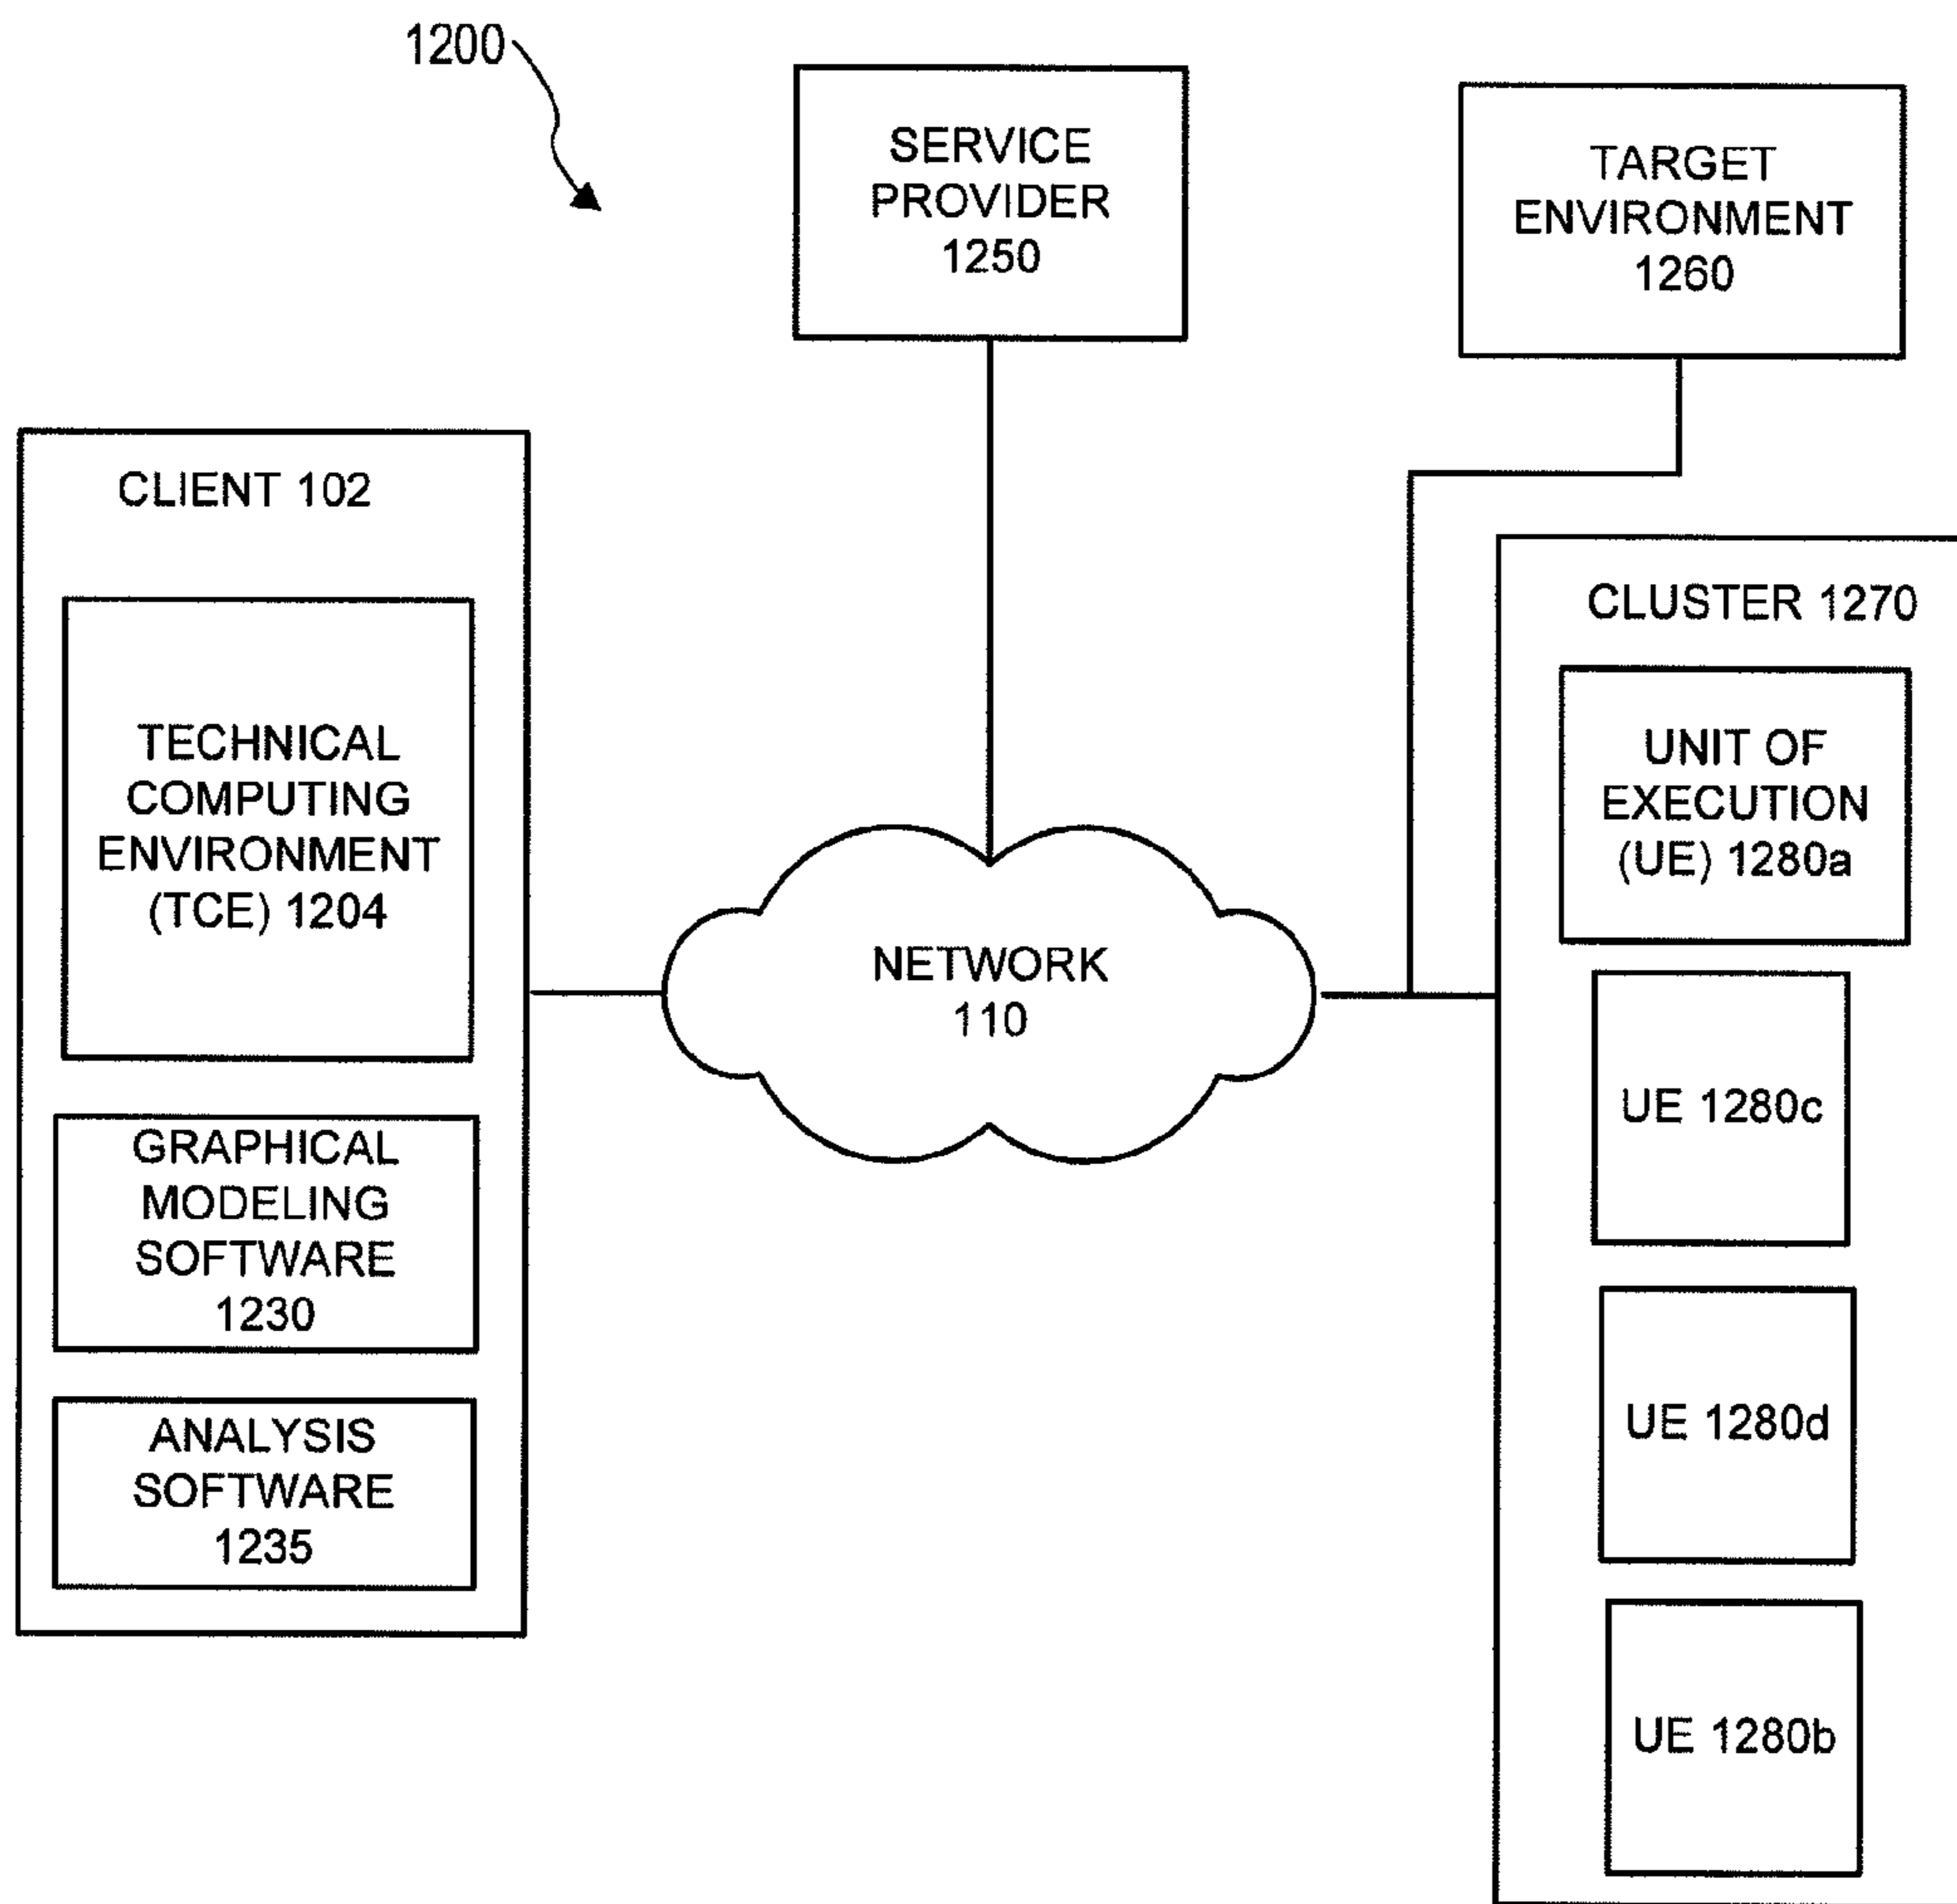 1200
SERVICE
PROVIDER
1250
TARGET
ENVIRONMENT
1260
CLIENT 102
TECHNICAL
COMPUTING
ENVIRONMENT
(TCE) 1204
GRAPHICAL
MODELING
SOFTWARE
1230
ANALYSIS
SOFTWARE
1235
NETWORK
110
CLUSTER 1270
UNIT OF
EXECUTION
(UE) 1280a
UE 1280c
UE 1280d
UE 1280b